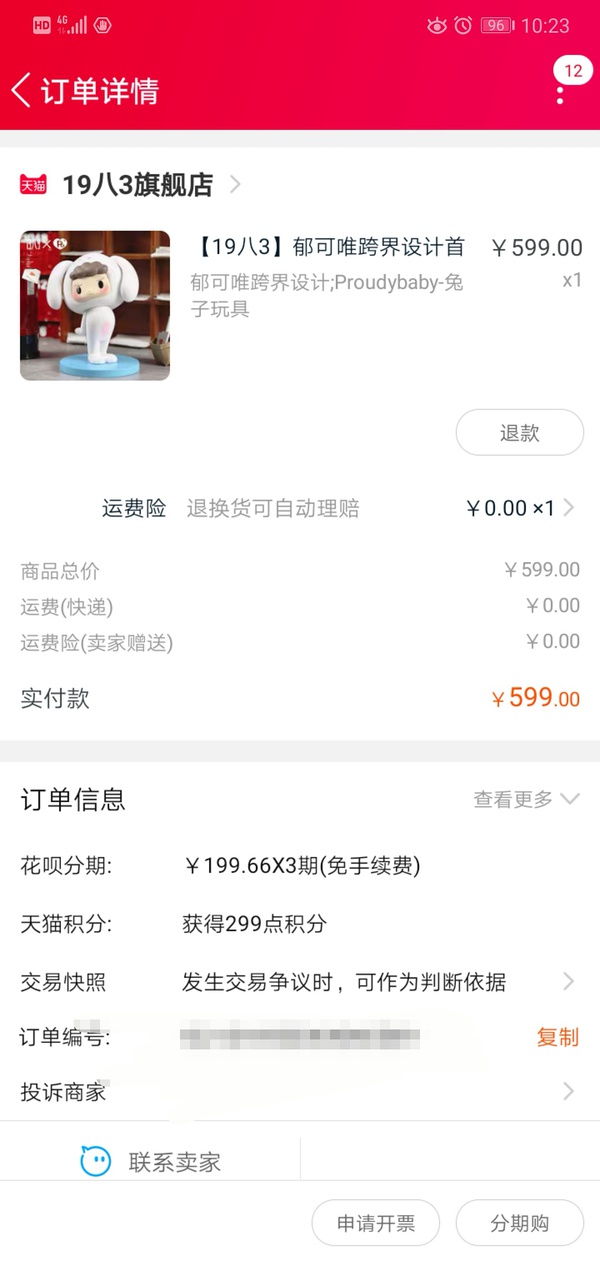 HD 4G 96 10:23
订单详情
12
天猫 19八3旗舰店
【19八3】郁可唯跨界设计首 ￥599.00
郁可唯跨界设计;Proudybaby-兔 x1
子玩具
退款
运费险 退换货可自动理赔 ￥0.00 ×1
商品总价 ￥599.00
运费(快递) ￥0.00
运费险(卖家赠送) ￥0.00
实付款 ￥599.00
订单信息 查看更多
花呗分期: ￥199.66X3期(免手续费)
天猫积分: 获得299点积分
交易快照 发生交易争议时，可作为判断依据
订单编号: 复制
投诉商家
联系卖家
申请开票 分期购